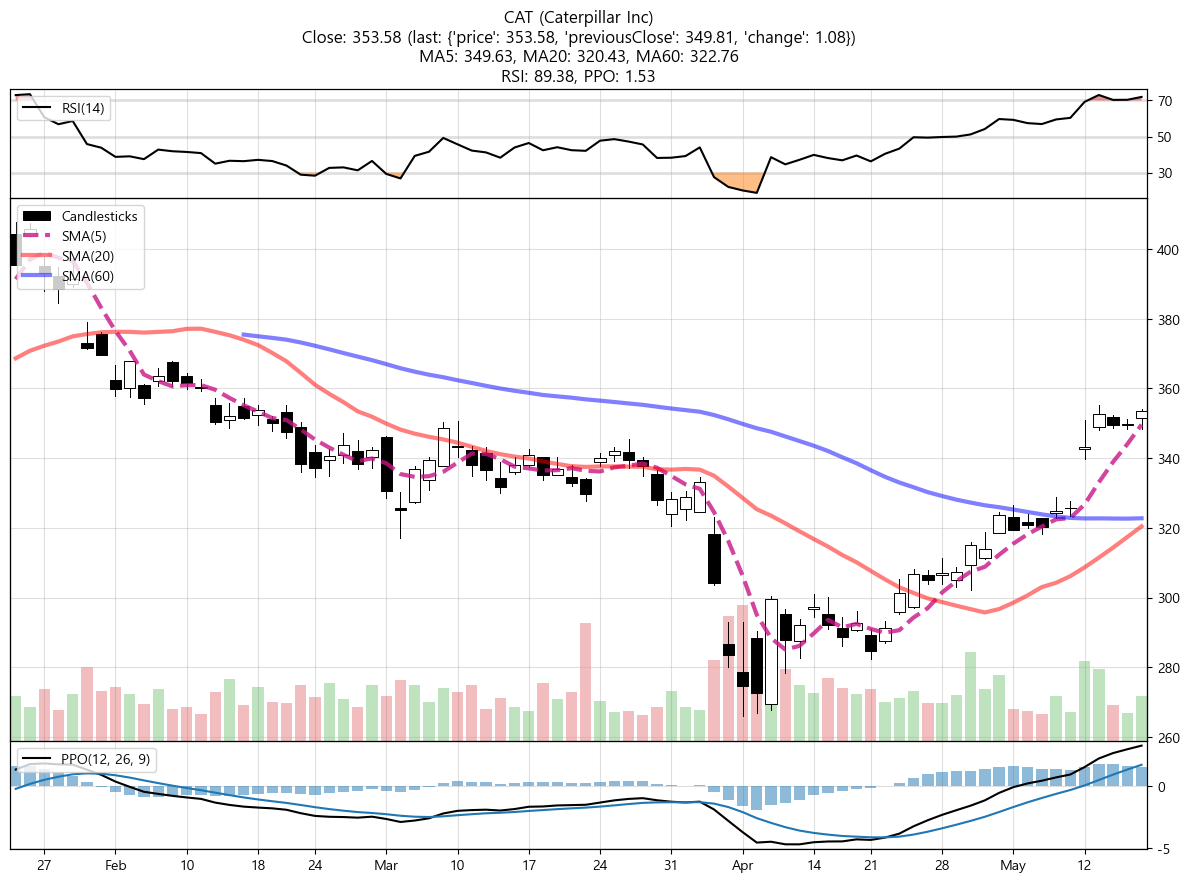 CAT (Caterpillar Inc)
Close: 353.58 (last: {'price': 353.58, 'previousClose': 349.81, 'change': 1.08})
MA5: 349.63, MA20: 320.43, MA60: 322.76
RSI: 89.38, PPO: 1.53
RSI(14)
70
50
30
Candlesticks
SMA(5)
SMA(20)
SMA(60)
400
380
360
340
320
300
280
260
PPO(12, 26, 9)
0
-5
27 Feb 10 18 24 Mar 10 17 24 31 Apr 14 21 28 May 12